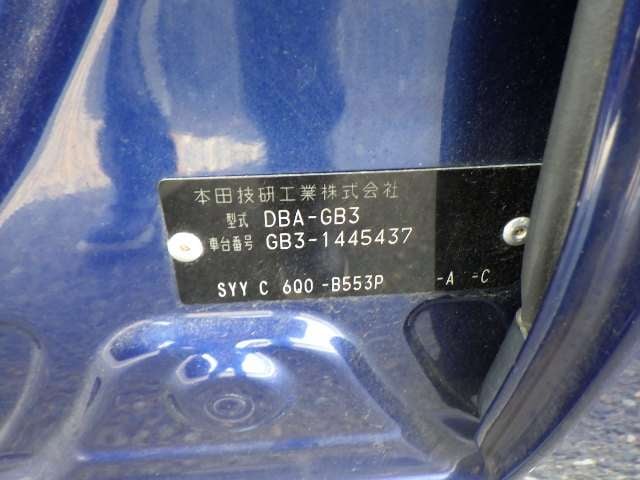 本田技研工業株式会社
型式 DBA-GB3
車台番号 GB3-1445437
SYY C 6Q0 -B553P -A -C